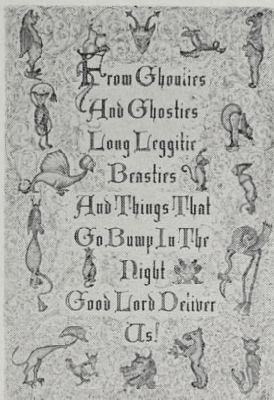 From Ghoulies
And Ghosties
Long Leggitie
Beasties
And Things That
Go Bump In The
Night
Good Lord Deliver
Us!